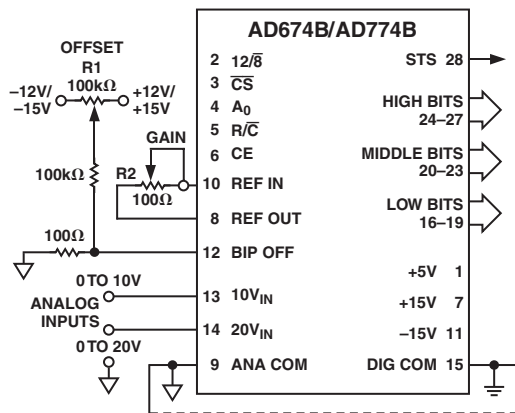 AD674B/AD774B
OFFSET
R1
100kΩ
–12V/
–15V
+12V/
+15V
100kΩ
GAIN
R2
100Ω
100Ω
0 TO 10V
ANALOG
INPUTS
0 TO 20V
2 12/8̅
3 C̅S̅
4 A₀
5 R/C̅
6 CE
10 REF IN
8 REF OUT
12 BIP OFF
13 10V_IN
14 20V_IN
9 ANA COM
STS 28
HIGH BITS
24–27
MIDDLE BITS
20–23
LOW BITS
16–19
+5V 1
+15V 7
–15V 11
DIG COM 15